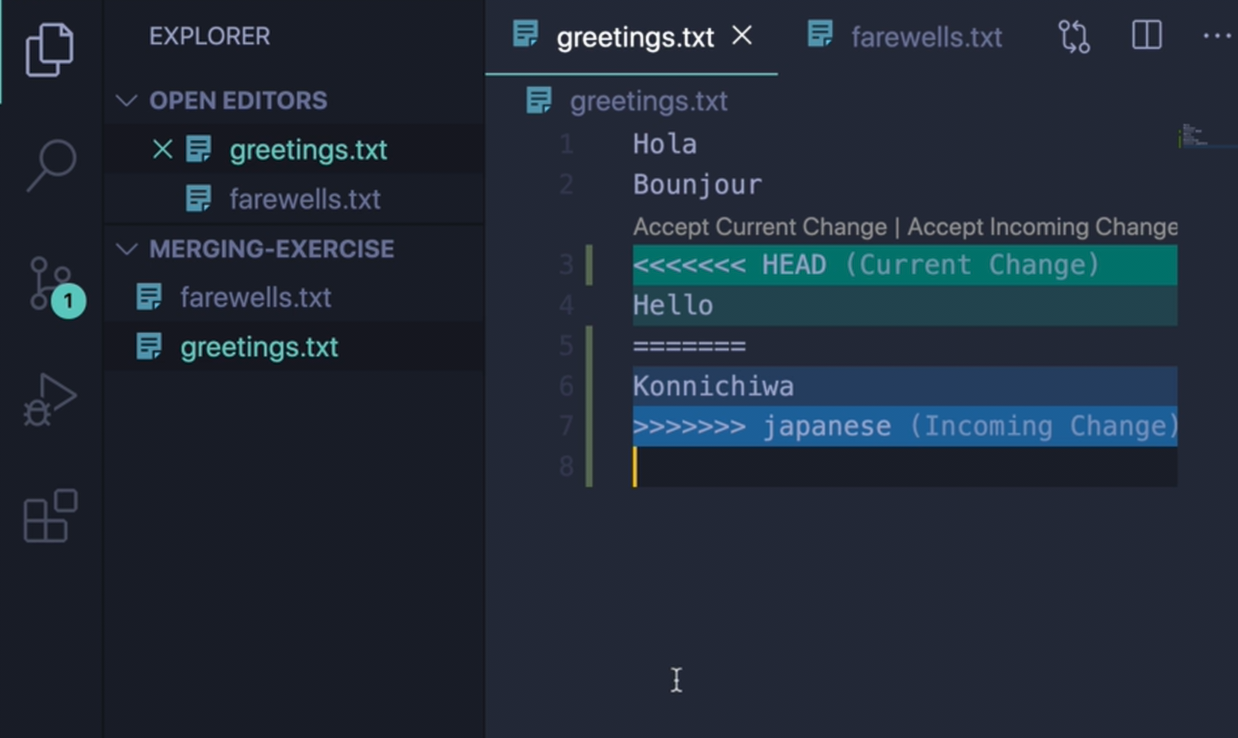 EXPLORER
OPEN EDITORS
greetings.txt
farewells.txt
MERGING-EXERCISE
farewells.txt
greetings.txt
1
greetings.txt
farewells.txt
greetings.txt
1 Hola
2 Bounjour
Accept Current Change | Accept Incoming Change
3 <<<<<<< HEAD (Current Change)
4 Hello
5 =======
6 Konnichiwa
7 >>>>>>> japanese (Incoming Change)
8